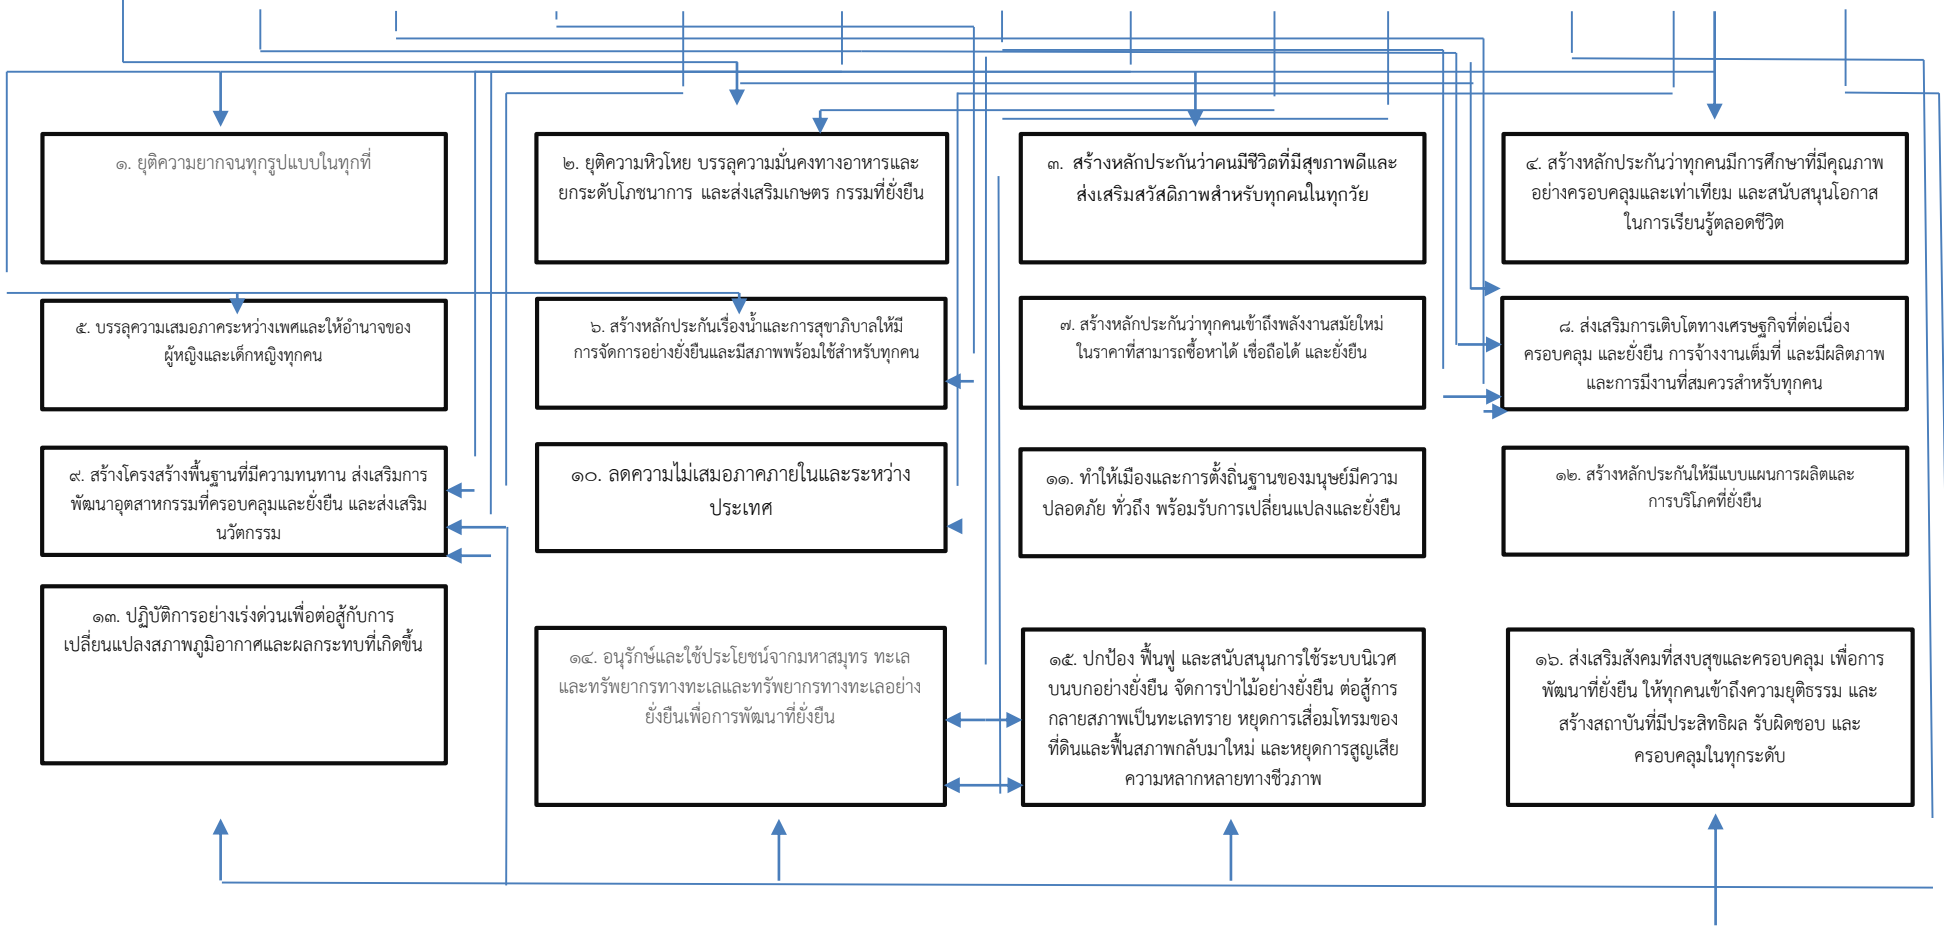 ๑. ยุติความยากจนทุกรูปแบบในทุกที่
๒. ยุติความหิวโหย บรรลุความมั่นคงทางอาหารและ
ยกระดับโภชนาการ และส่งเสริมเกษตร กรรมที่ยั่งยืน
๓. สร้างหลักประกันว่าคนมีชีวิตที่มีสุขภาพดีและ
ส่งเสริมสวัสดิภาพสำหรับทุกคนในทุกวัย
๔. สร้างหลักประกันว่าทุกคนมีการศึกษาที่มีคุณภาพ
อย่างครอบคลุมและเท่าเทียม และสนับสนุนโอกาส
ในการเรียนรู้ตลอดชีวิต
๕. บรรลุความเสมอภาคระหว่างเพศและให้อำนาจของ
ผู้หญิงและเด็กหญิงทุกคน
๖. สร้างหลักประกันเรื่องน้ำและการสุขาภิบาลให้มี
การจัดการอย่างยั่งยืนและมีสภาพพร้อมใช้สำหรับทุกคน
๗. สร้างหลักประกันว่าทุกคนเข้าถึงพลังงานสมัยใหม่
ในราคาที่สามารถซื้อหาได้ เชื่อถือได้ และยั่งยืน
๘. ส่งเสริมการเติบโตทางเศรษฐกิจที่ต่อเนื่อง
ครอบคลุม และยั่งยืน การจ้างงานเต็มที่ และมีผลิตภาพ
และการมีงานที่สมควรสำหรับทุกคน
๙. สร้างโครงสร้างพื้นฐานที่มีความทนทาน ส่งเสริมการ
พัฒนาอุตสาหกรรมที่ครอบคลุมและยั่งยืน และส่งเสริม
นวัตกรรม
๑๐. ลดความไม่เสมอภาคภายในและระหว่าง
ประเทศ
๑๑. ทำให้เมืองและการตั้งถิ่นฐานของมนุษย์มีความ
ปลอดภัย ทั่วถึง พร้อมรับการเปลี่ยนแปลงและยั่งยืน
๑๒. สร้างหลักประกันให้มีแบบแผนการผลิตและ
การบริโภคที่ยั่งยืน
๑๓. ปฏิบัติการอย่างเร่งด่วนเพื่อต่อสู้กับการ
เปลี่ยนแปลงสภาพภูมิอากาศและผลกระทบที่เกิดขึ้น
๑๔. อนุรักษ์และใช้ประโยชน์จากมหาสมุทร ทะเล
และทรัพยากรทางทะเลและทรัพยากรทางทะเลอย่าง
ยั่งยืนเพื่อการพัฒนาที่ยั่งยืน
๑๕. ปกป้อง ฟื้นฟู และสนับสนุนการใช้ระบบนิเวศ
บนบกอย่างยั่งยืน จัดการป่าไม้อย่างยั่งยืน ต่อสู้การ
กลายสภาพเป็นทะเลทราย หยุดการเสื่อมโทรมของ
ที่ดินและฟื้นสภาพกลับมาใหม่ และหยุดการสูญเสีย
ความหลากหลายทางชีวภาพ
๑๖. ส่งเสริมสังคมที่สงบสุขและครอบคลุม เพื่อการ
พัฒนาที่ยั่งยืน ให้ทุกคนเข้าถึงความยุติธรรม และ
สร้างสถาบันที่มีประสิทธิผล รับผิดชอบ และ
ครอบคลุมในทุกระดับ